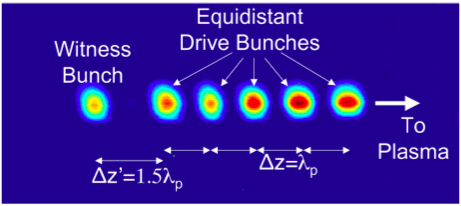 Equidistant
Drive Bunches
Witness
Bunch
To
Plasma
Δz'=1.5λp
Δz=λp